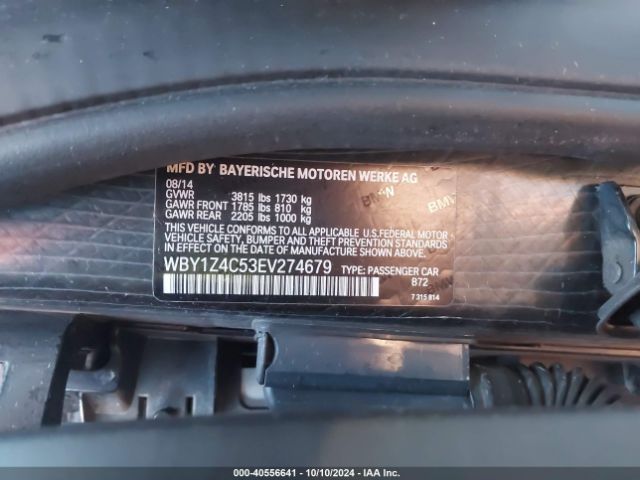 MFD BY BAYERISCHE MOTOREN WERKE AG
08/14
GVWR 3815 lbs 1730 kg
GAWR FRONT 1785 lbs 810 kg
GAWR REAR 2205 lbs 1000 kg
THIS VEHICLE CONFORMS TO ALL APPLICABLE
U.S.FEDERAL MOTOR
VEHICLE SAFETY, BUMPER AND THEFT
PREVENTION STANDARDS IN EFFECT ON THE
DATE OF MANUFACTURE SHOWN ABOVE.
WBY1Z4C53EV274679 TYPE: PASSENGER CAR
B72
7 315 814
000-40556641 / 10/10/2024 - IAA Inc.